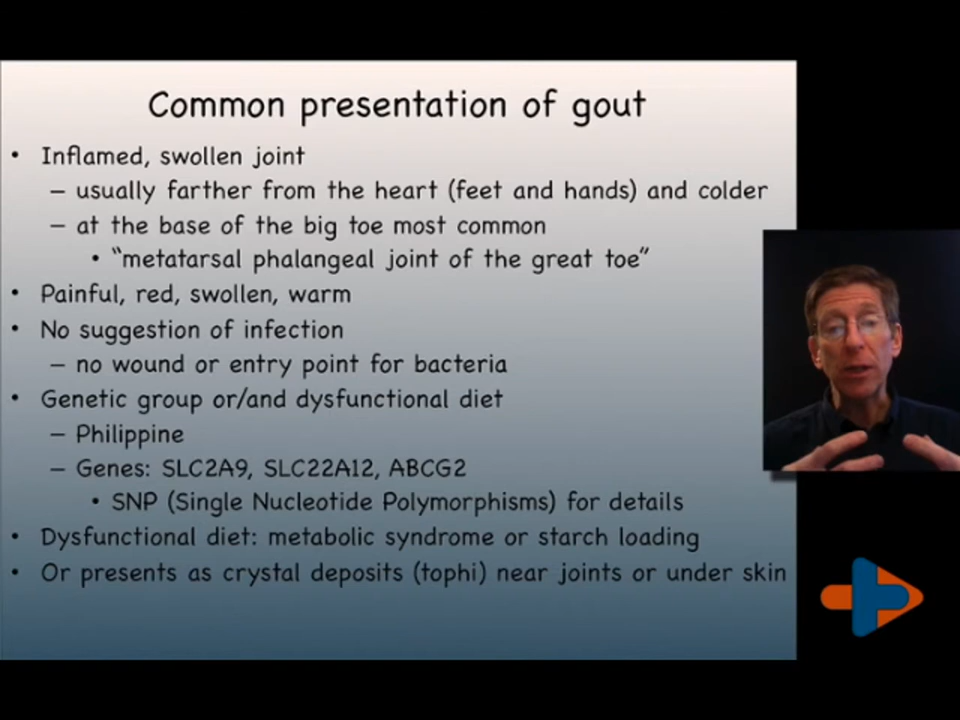 Common presentation of gout
• Inflamed, swollen joint
– usually farther from the heart (feet and hands) and colder
– at the base of the big toe most common
• “metatarsal phalangeal joint of the great toe”
• Painful, red, swollen, warm
• No suggestion of infection
– no wound or entry point for bacteria
• Genetic group or/and dysfunctional diet
– Philippine
– Genes: SLC2A9, SLC22A12, ABCG2
• SNP (Single Nucleotide Polymorphisms) for details
• Dysfunctional diet: metabolic syndrome or starch loading
• Or presents as crystal deposits (tophi) near joints or under skin